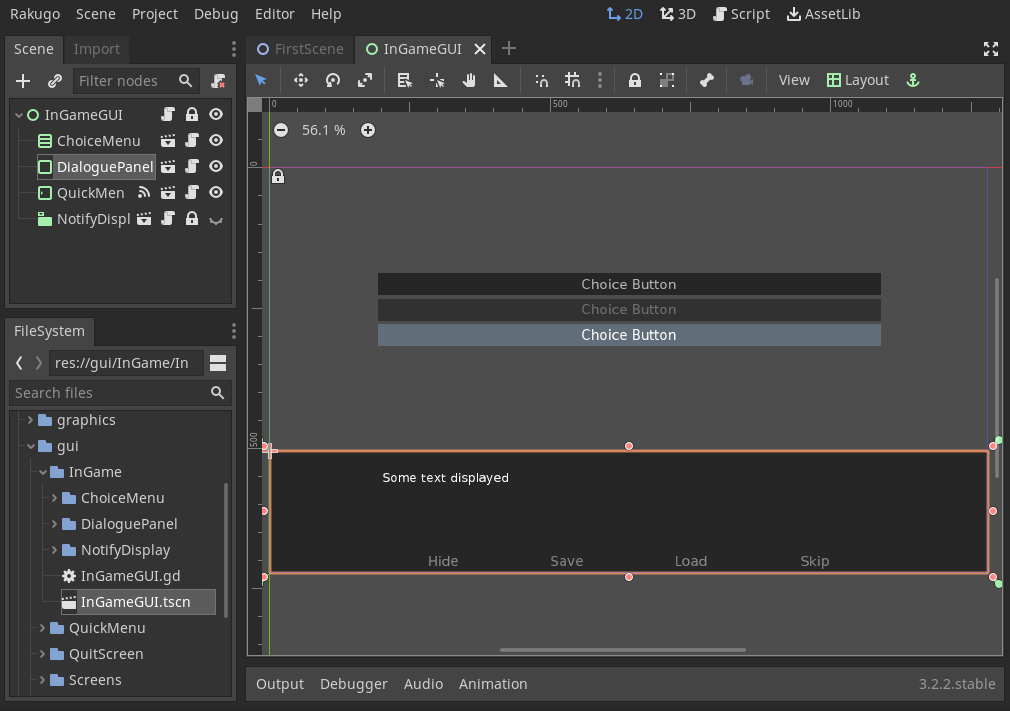 Rakugo Scene Project Debug Editor Help 2D 3D Script AssetLib
Scene Import
Filter nodes
InGameGUI
ChoiceMenu
DialoguePanel
QuickMen
NotifyDispl
FileSystem
res://gui/InGame/In
Search files
graphics
gui
InGame
ChoiceMenu
DialoguePanel
NotifyDisplay
InGameGUI.gd
InGameGUI.tscn
QuickMenu
QuitScreen
Screens
FirstScene InGameGUI
View Layout
0 500 1000
56.1 %
0
500
Choice Button
Choice Button
Choice Button
Some text displayed
Hide Save Load Skip
Output Debugger Audio Animation 3.2.2.stable